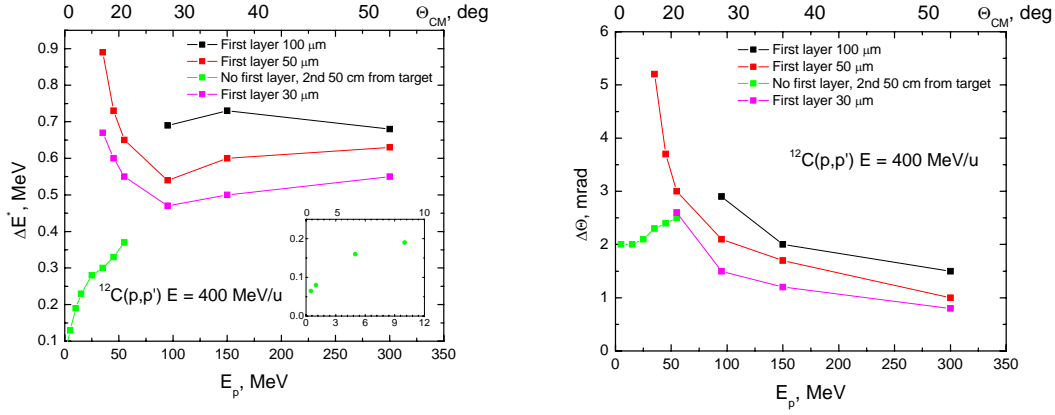 0 10 20 30 40 50 Θ_CM, deg
0.9
0.8
0.7
0.6
0.5
0.4
0.3
0.2
0.1
ΔE*, MeV
First layer 100 μm
First layer 50 μm
No first layer, 2nd 50 cm from target
First layer 30 μm
¹²C(p,p') E = 400 MeV/u
0 5 10
0.2
0.1
0.0
0 3 6 9 12
0 50 100 150 200 250 300 350
E_p, MeV
0 10 20 30 40 50 Θ_CM, deg
6
5
4
3
2
1
0
ΔΘ, mrad
First layer 100 μm
First layer 50 μm
No first layer, 2nd 50 cm from target
First layer 30 μm
¹²C(p,p') E = 400 MeV/u
0 50 100 150 200 250 300 350
E_p, MeV